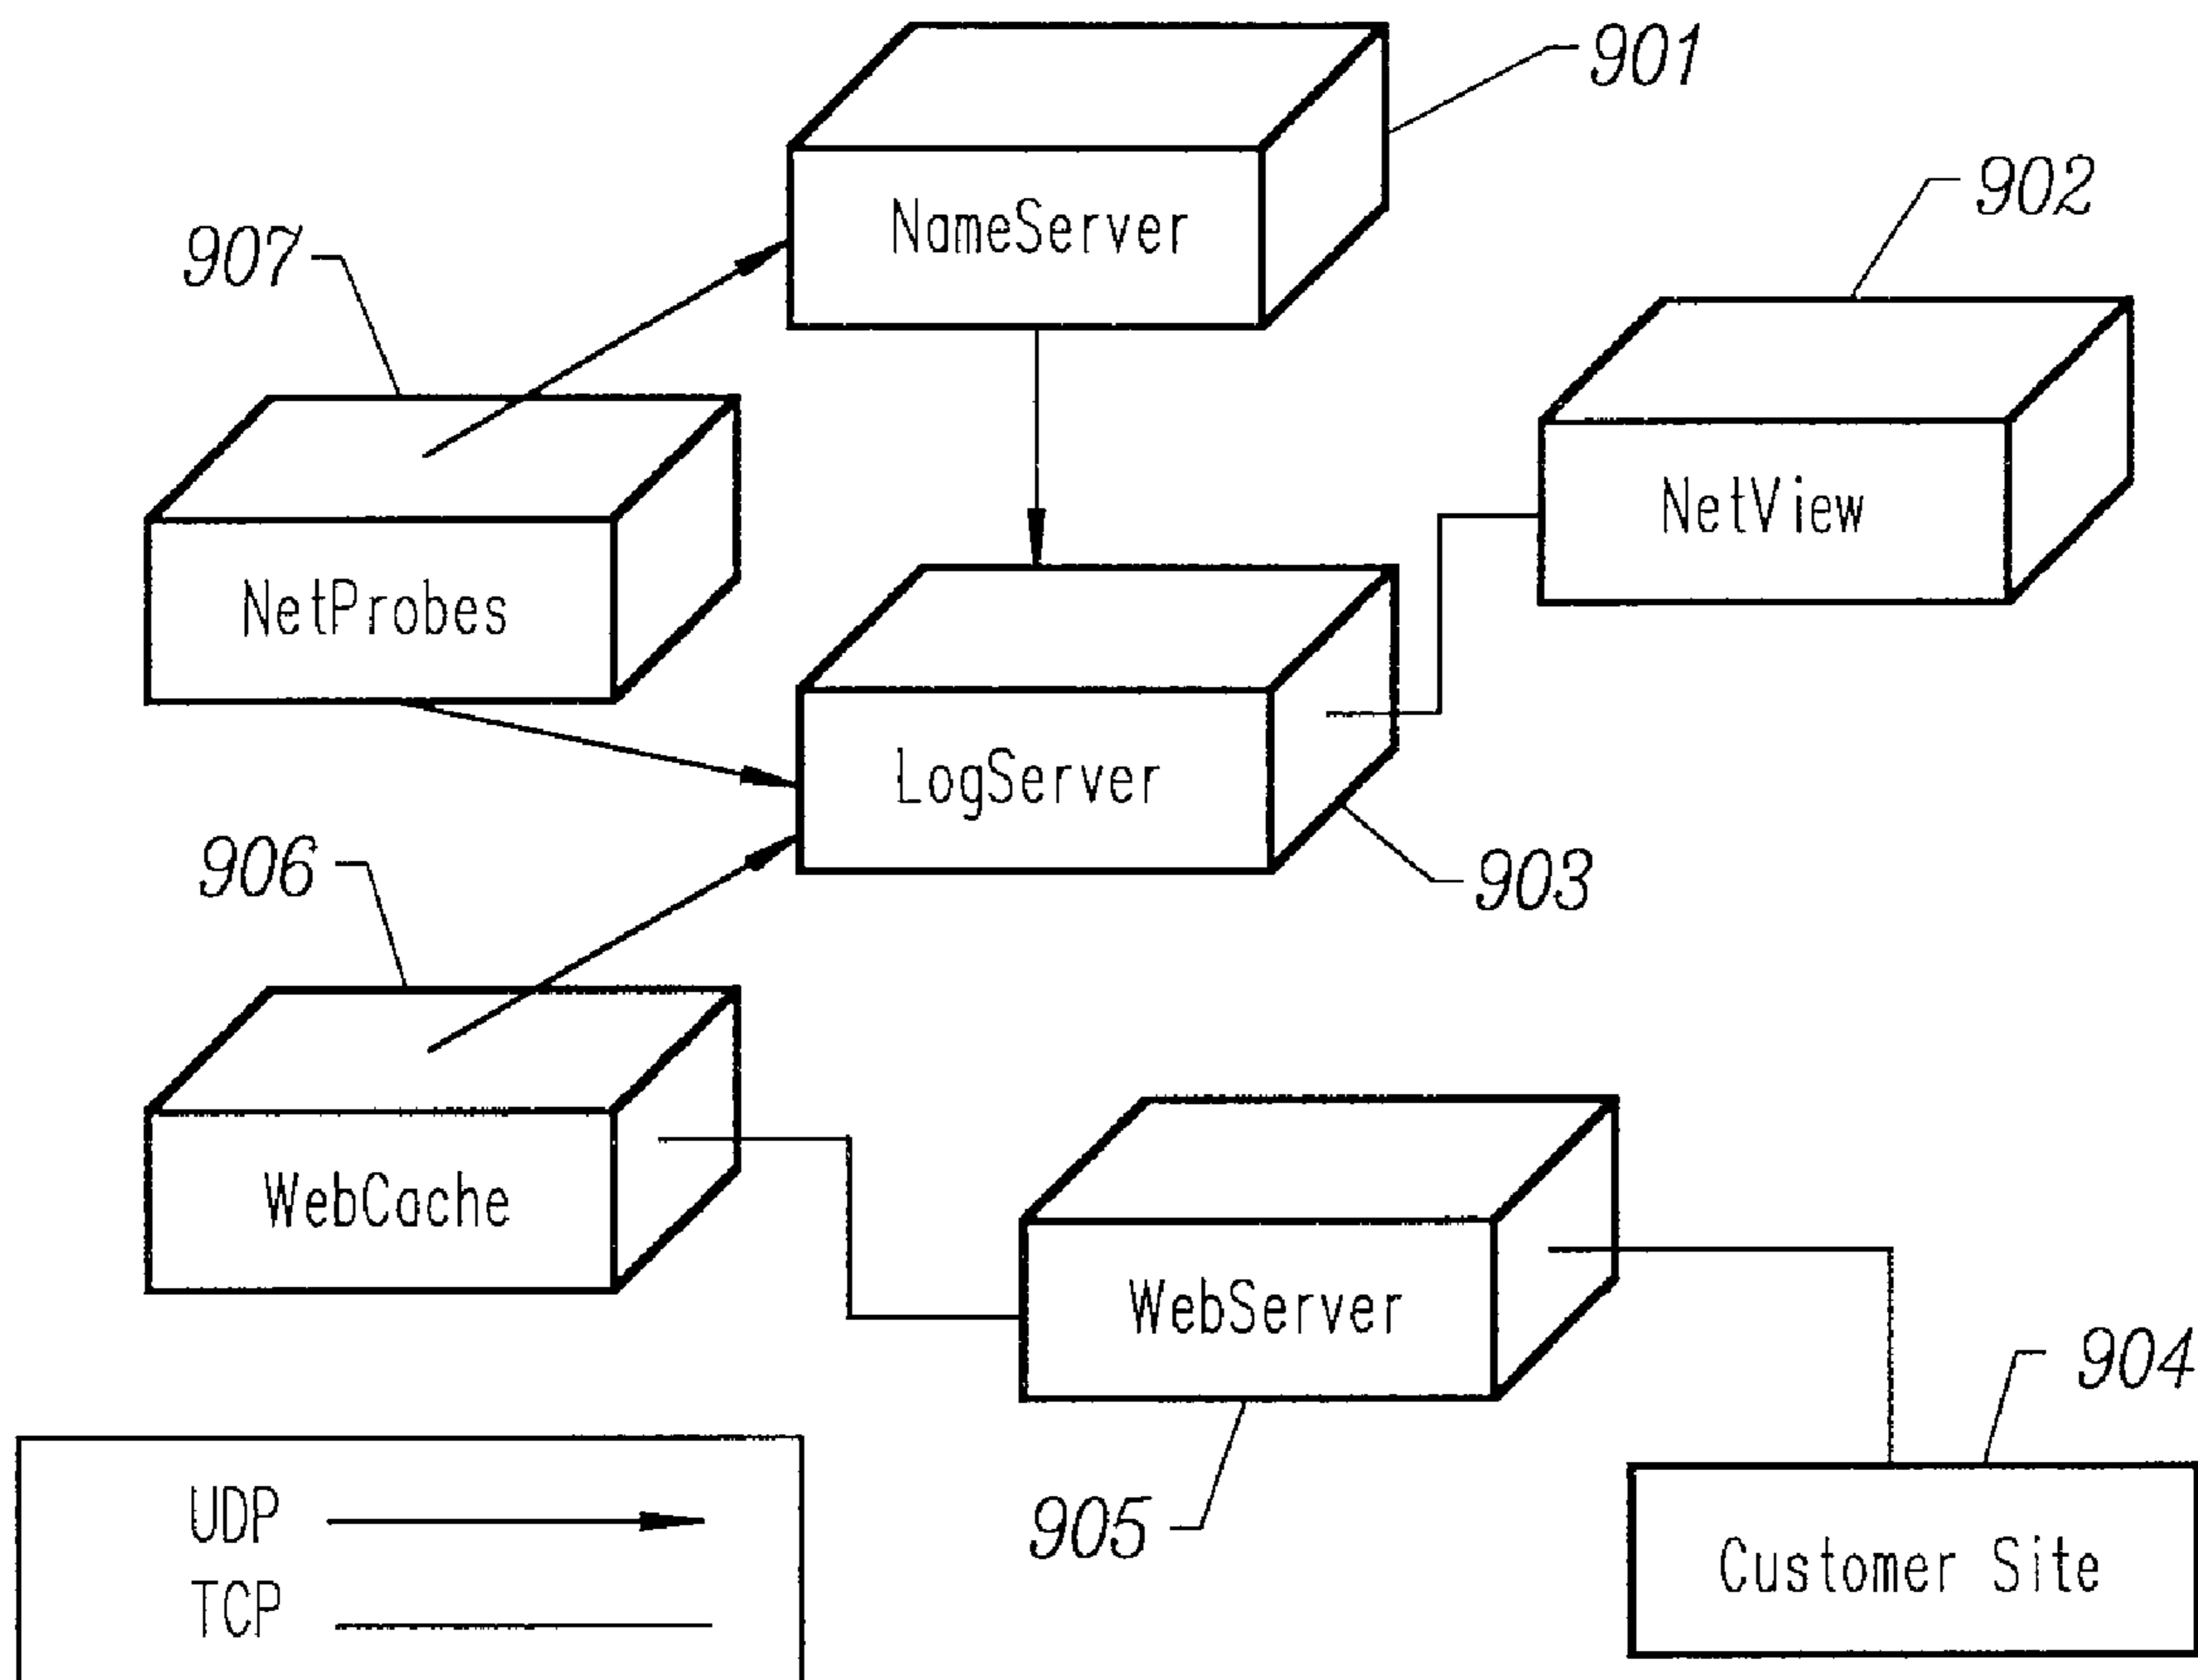 901
NameServer
902
907
NetView
NetProbes
LogServer
903
906
WebCache
WebServer
904
905
Customer Site
UDP
TCP